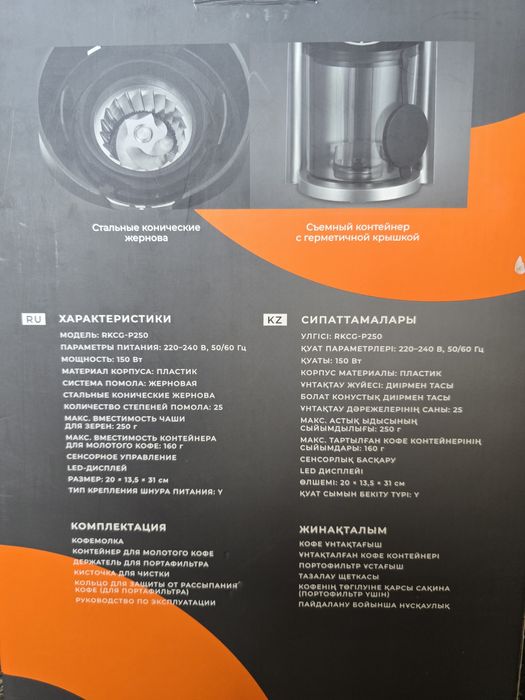 Стальные конические
жернова
Съемный контейнер
с герметичной крышкой
RU ХАРАКТЕРИСТИКИ
МОДЕЛЬ: RKCG-P250
ПАРАМЕТРЫ ПИТАНИЯ: 220–240 В, 50/60 Гц
МОЩНОСТЬ: 150 Вт
МАТЕРИАЛ КОРПУСА: ПЛАСТИК
СИСТЕМА ПОМОЛА: ЖЕРНОВАЯ
СТАЛЬНЫЕ КОНИЧЕСКИЕ ЖЕРНОВА
КОЛИЧЕСТВО СТЕПЕНЕЙ ПОМОЛА: 25
МАКС. ВМЕСТИМОСТЬ ЧАШИ
ДЛЯ ЗЕРЕН: 250 г
МАКС. ВМЕСТИМОСТЬ КОНТЕЙНЕРА
ДЛЯ МОЛОТОГО КОФЕ: 160 г
СЕНСОРНОЕ УПРАВЛЕНИЕ
LED-ДИСПЛЕЙ
РАЗМЕР: 20 × 13,5 × 31 см
ТИП КРЕПЛЕНИЯ ШНУРА ПИТАНИЯ: Y
КОМПЛЕКТАЦИЯ
КОФЕМОЛКА
КОНТЕЙНЕР ДЛЯ МОЛОТОГО КОФЕ
ДЕРЖАТЕЛЬ ДЛЯ ПОРТАФИЛЬТРА
КИСТОЧКА ДЛЯ ЧИСТКИ
КОЛЬЦО ДЛЯ ЗАЩИТЫ ОТ РАССЫПАНИЯ
КОФЕ (ДЛЯ ПОРТАФИЛЬТРА)
РУКОВОДСТВО ПО ЭКСПЛУАТАЦИИ
KZ СИПАТТАМАЛАРЫ
ҮЛГІСІ: RKCG-P250
ҚУАТ ПАРАМЕТРЛЕРІ: 220–240 В, 50/60 Гц
ҚУАТЫ: 150 Вт
КОРПУС МАТЕРИАЛЫ: ПЛАСТИК
ҰНТАҚТАУ ЖҮЙЕСІ: ДИІРМЕН ТАСЫ
БОЛАТ КОНУСТЫҚ ДИІРМЕН ТАСЫ
ҰНТАҚТАУ ДӘРЕЖЕЛЕРІНІҢ САНЫ: 25
МАКС. АСТЫҚ ЫДЫСЫНЫҢ
СЫЙЫМДЫЛЫҒЫ: 250 г
МАКС. ТАРТЫЛҒАН КОФЕ КОНТЕЙНЕРІНІҢ
СЫЙЫМДАРЫ: 160 г
СЕНСОРЛЫҚ БАСҚАРУ
LED ДИСПЛЕЙІ
ӨЛШЕМІ: 20 × 13,5 × 31 см
ҚУАТ СЫМЫН БЕКІТУ ТҮРІ: Y
ЖИНАҚТАЛЫМ
КОФЕ ҰНТАҚТАҒЫШ
ҰНТАҚТАЛҒАН КОФЕ КОНТЕЙНЕРІ
ПОРТОФИЛЬТР ҰСТАҒЫШ
ТАЗАЛАУ ЩЕТКАСЫ
КОФЕНІҢ ТӨГІЛУІНЕ ҚАРСЫ САҚИНА
(ПОРТОФИЛЬТР ҮШІН)
ПАЙДАЛАНУ БОЙЫНША НҰСҚАУЛЫҚ